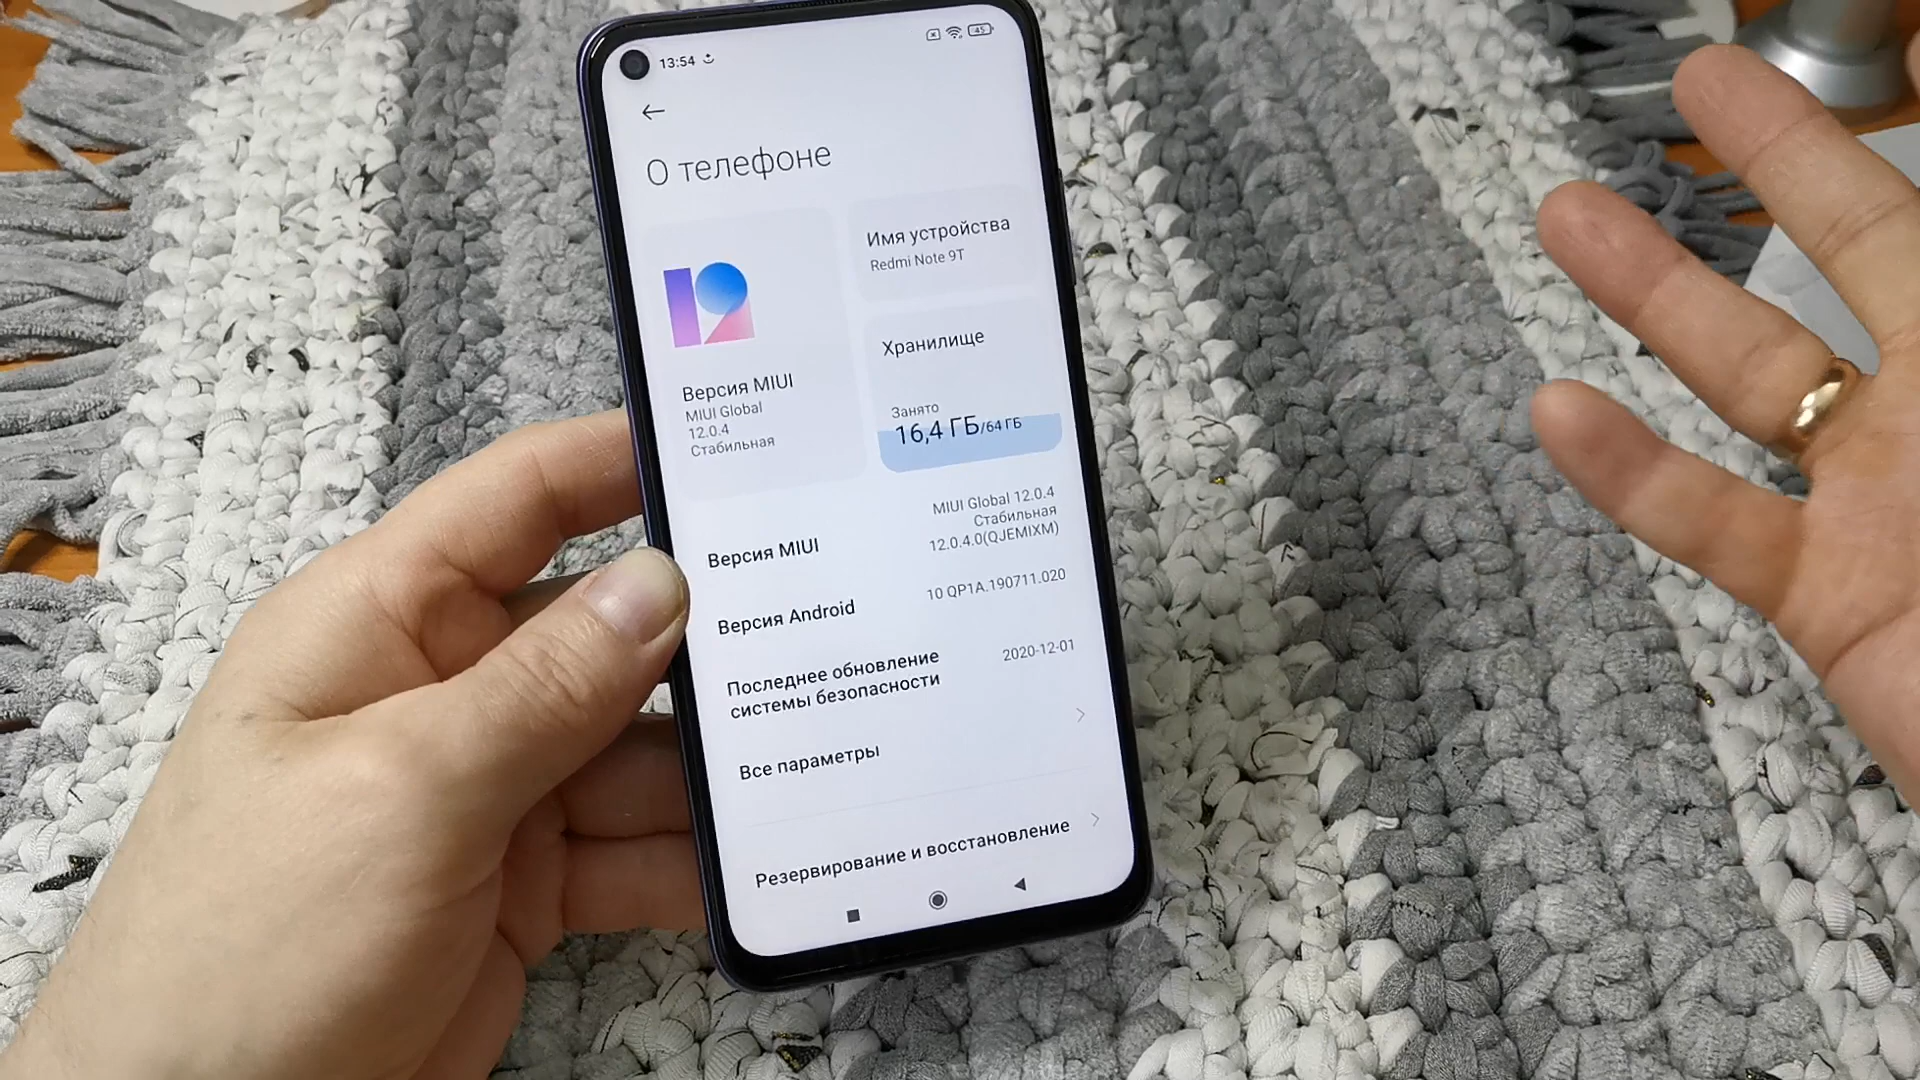 13:54
45
О телефоне
Имя устройства
Redmi Note 9T
Версия MIUI
MIUI Global
12.0.4
Стабильная
Хранилище
Занято
16,4 ГБ/64 ГБ
Версия MIUI
MIUI Global 12.0.4
Стабильная
12.0.4.0(QJEMIXM)
Версия Android
10 QP1A.190711.020
Последнее обновление
системы безопасности
2020-12-01
Все параметры
Резервирование и восстановление